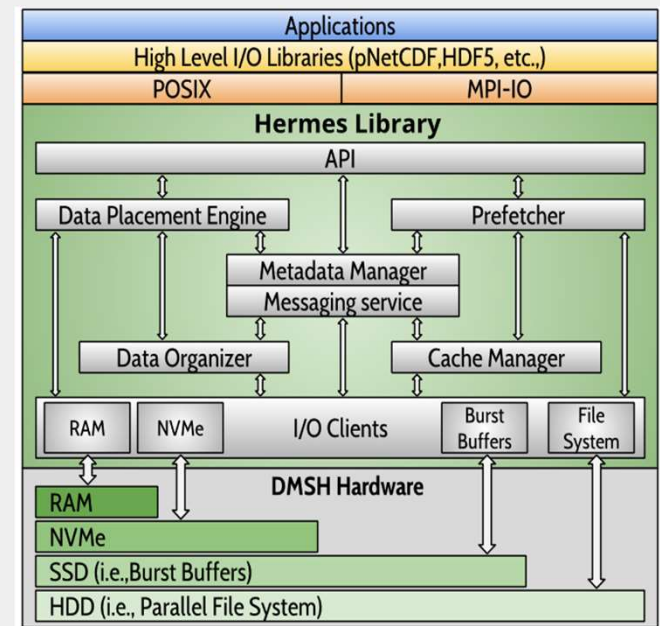 Applications
High Level I/O Libraries (pNetCDF,HDF5, etc.,)
POSIX
MPI-IO
Hermes Library
API
Data Placement Engine
Prefetcher
Metadata Manager
Messaging service
Data Organizer
Cache Manager
RAM
NVMe
I/O Clients
Burst
Buffers
File
System
DMSH Hardware
RAM
NVMe
SSD (i.e.,Burst Buffers)
HDD (i.e., Parallel File System)